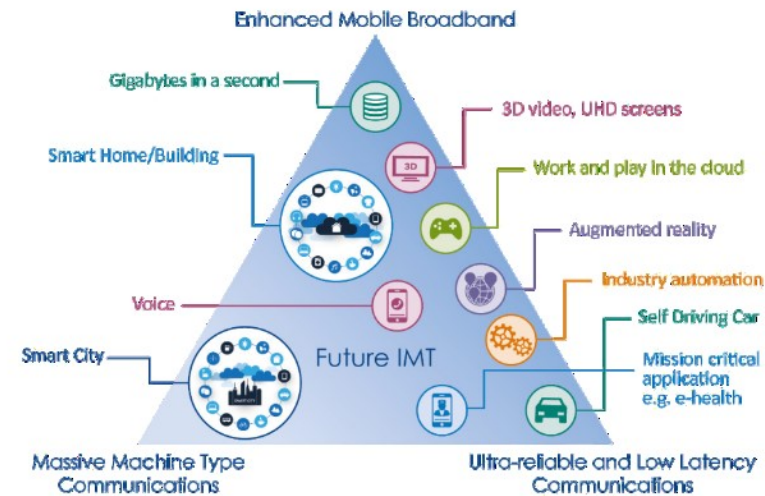 Enhanced Mobile Broadband
Gigabytes in a second
3D video, UHD screens
Smart Home/Building
3D
Work and play in the cloud
Augmented reality
Industry automation
Voice
Self Driving Car
Smart City
Future IMT
Mission critical
application
e.g. e-health
Massive Machine Type
Communications
Ultra-reliable and Low Latency
Communications